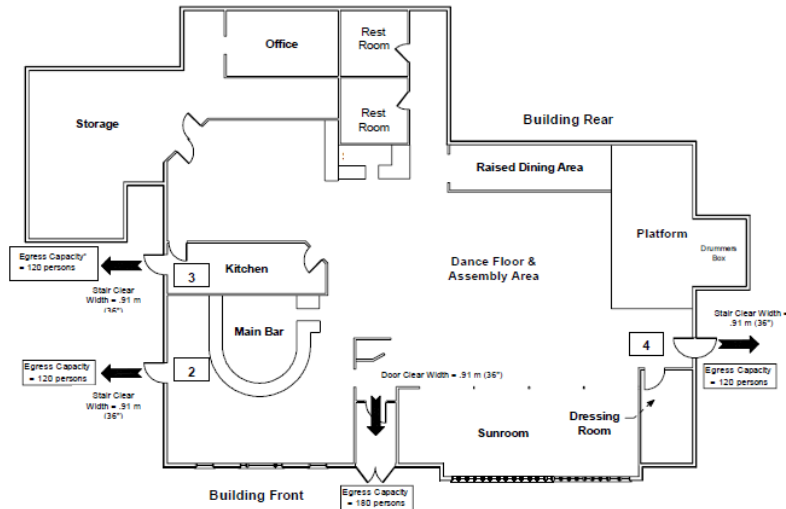 Office
Rest
Room
Storage
Rest
Room
Building Rear
Raised Dining Area
Platform
Drummers
Box
Dance Floor &
Assembly Area
Egress Capacity*
= 120 persons
3
Kitchen
Stair Clear
Width = .91 m
(36")
Main Bar
Stair Clear Width =
.91 m (36")
4
Egress Capacity
= 120 persons
2
Door Clear Width = .91 m (36")
Egress Capacity
= 120 persons
Stair Clear
Width = .91 m
(36")
Dressing
Room
Sunroom
Building Front
Egress Capacity
= 180 persons